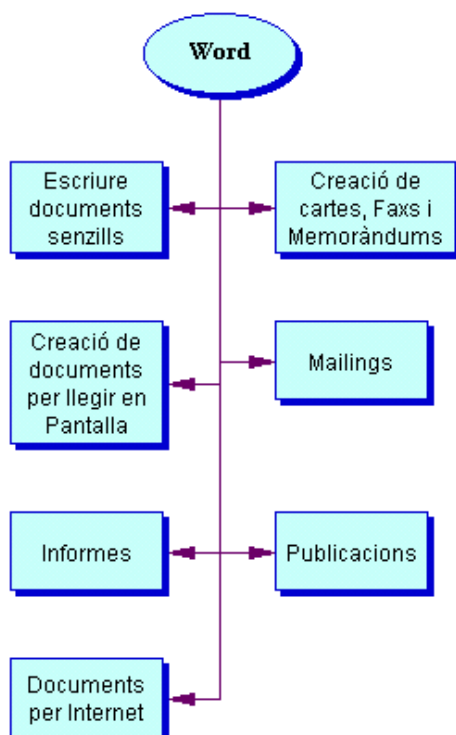 Word
Escriure
documents
senzills
Creació de
cartes, Faxs i
Memoràndums
Creació de
documents
per llegir en
Pantalla
Mailings
Informes
Publicacions
Documents
per Internet